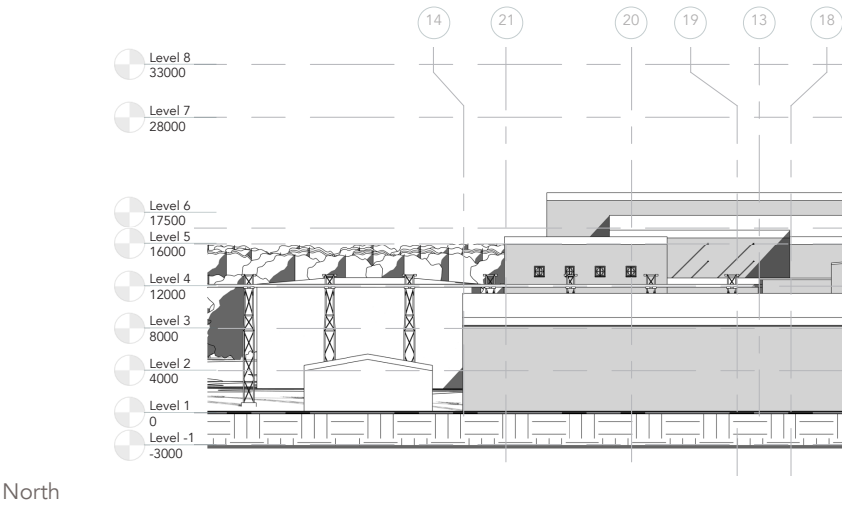 14 21 20 19 13 18
Level 8
33000
Level 7
28000
Level 6
17500
Level 5
16000
Level 4
12000
Level 3
8000
Level 2
4000
Level 1
0
Level -1
-3000
North